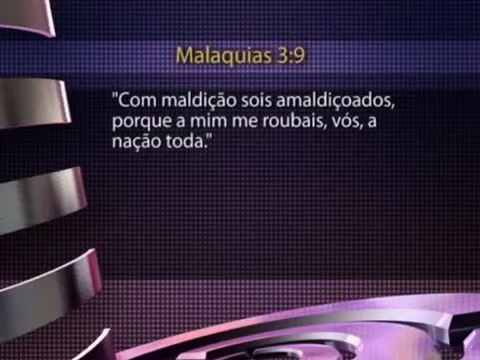 Malaquias 3:9
"Com maldição sois amaldiçoados,
porque a mim me roubais, vós, a
nação toda."